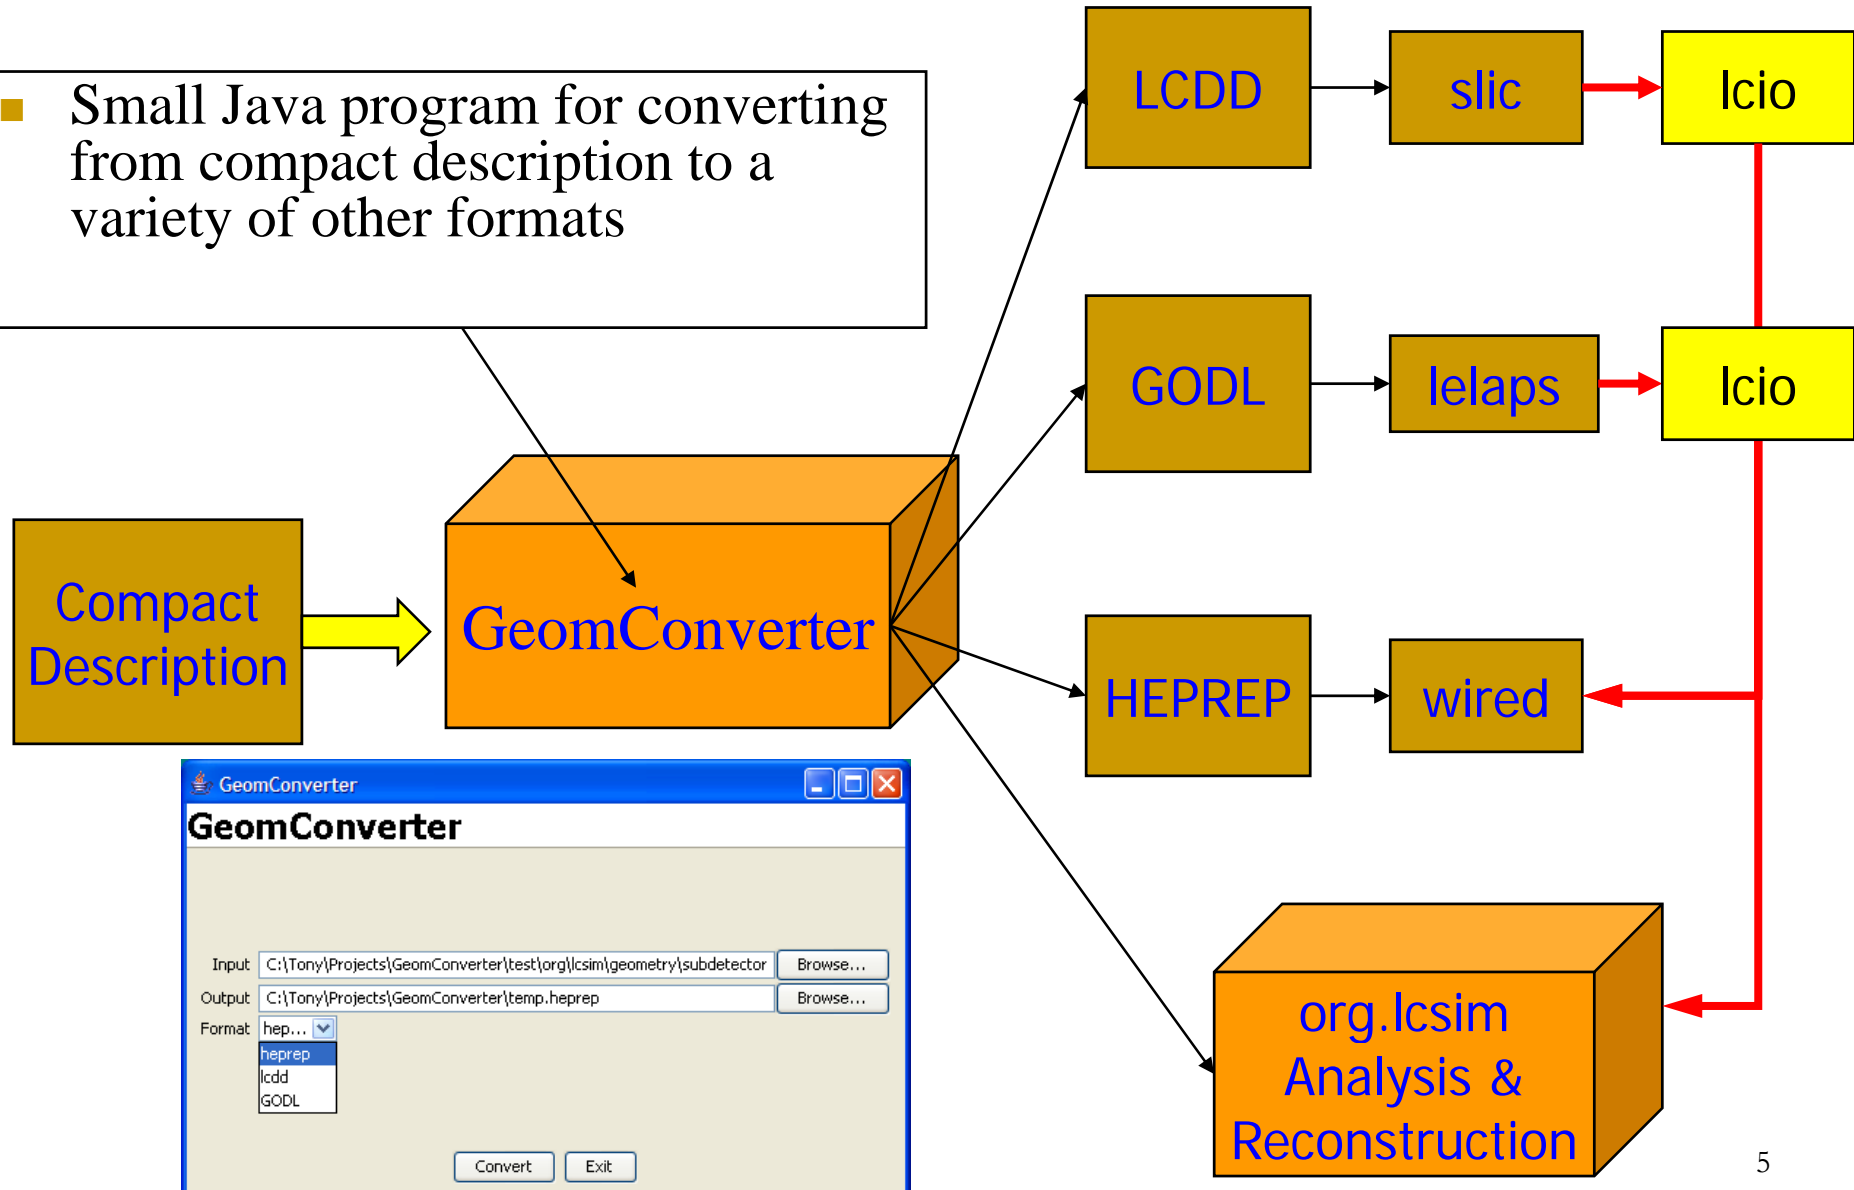 Small Java program for converting
from compact description to a
variety of other formats
LCDD
slic
lcio
GODL
lelaps
lcio
Compact
Description
GeomConverter
HEPREP
wired
GeomConverter
GeomConverter
Input C:\Tony\Projects\GeomConverter\test\org\lcsim\geometry\subdetector Browse...
Output C:\Tony\Projects\GeomConverter\temp.heprep Browse...
Format hep...
heprep
lcdd
GODL
Convert Exit
org.lcsim
Analysis &
Reconstruction
5